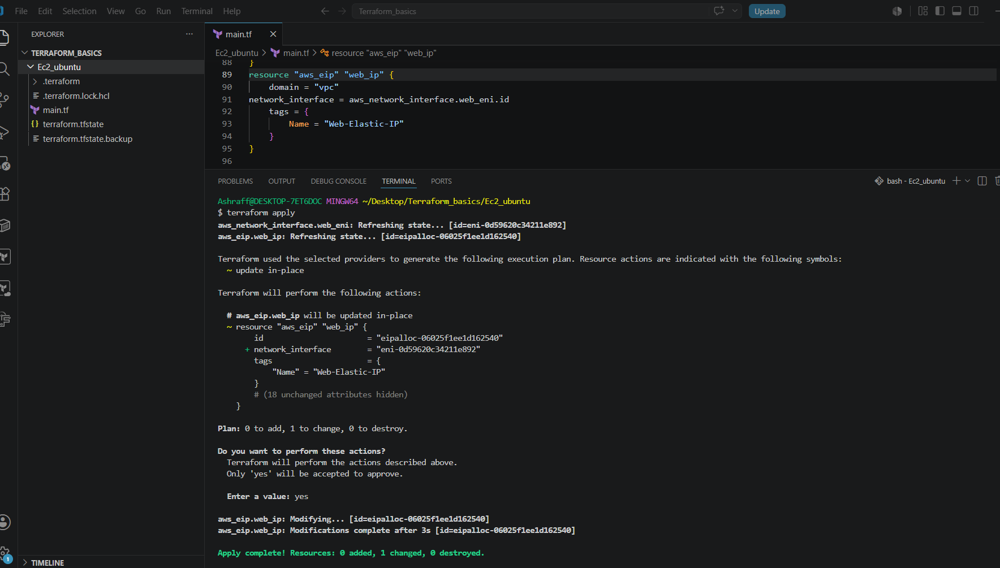 File Edit Selection View Go Run Terminal Help
Terraform_basics
Update
EXPLORER
TERRAFORM_BASICS
Ec2_ubuntu
.terraform
.terraform.lock.hcl
main.tf
terraform.tfstate
terraform.tfstate.backup
TIMELINE
1
main.tf
Ec2_ubuntu > main.tf > resource "aws_eip" "web_ip"
88 }
89 resource "aws_eip" "web_ip" {
90 domain = "vpc"
91 network_interface = aws_network_interface.web_eni.id
92 tags = {
93 Name = "Web-Elastic-IP"
94 }
95 }
96
PROBLEMS OUTPUT DEBUG CONSOLE TERMINAL PORTS
bash - Ec2_ubuntu
Ashraff@DESKTOP-7ET6DOC MINGW64 ~/Desktop/Terraform_basics/Ec2_ubuntu
$ terraform apply
aws_network_interface.web_eni: Refreshing state... [id=eni-0d59620c34211e892]
aws_eip.web_ip: Refreshing state... [id=eipalloc-06025f1ee1d162540]
Terraform used the selected providers to generate the following execution plan. Resource actions are indicated with the following symbols:
~ update in-place
Terraform will perform the following actions:
# aws_eip.web_ip will be updated in-place
~ resource "aws_eip" "web_ip" {
id = "eipalloc-06025f1ee1d162540"
+ network_interface = "eni-0d59620c34211e892"
tags = {
"Name" = "Web-Elastic-IP"
}
# (18 unchanged attributes hidden)
}
Plan: 0 to add, 1 to change, 0 to destroy.
Do you want to perform these actions?
Terraform will perform the actions described above.
Only 'yes' will be accepted to approve.
Enter a value: yes
aws_eip.web_ip: Modifying... [id=eipalloc-06025f1ee1d162540]
aws_eip.web_ip: Modifications complete after 3s [id=eipalloc-06025f1ee1d162540]
Apply complete! Resources: 0 added, 1 changed, 0 destroyed.